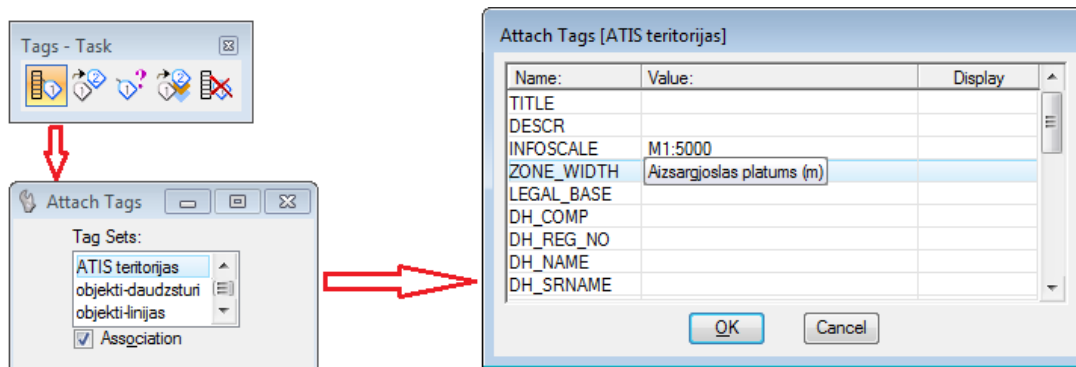 Tags - Task
Attach Tags
Tag Sets:
ATIS teritorijas
objekti-daudzsturi
objekti-linijas
Association
Attach Tags [ATIS teritorijas]
Name: Value: Display
TITLE
DESCR
INFOSCALE M1:5000
ZONE_WIDTH Aizsargjoslas platums (m)
LEGAL_BASE
DH_COMP
DH_REG_NO
DH_NAME
DH_SRNAME
OK Cancel